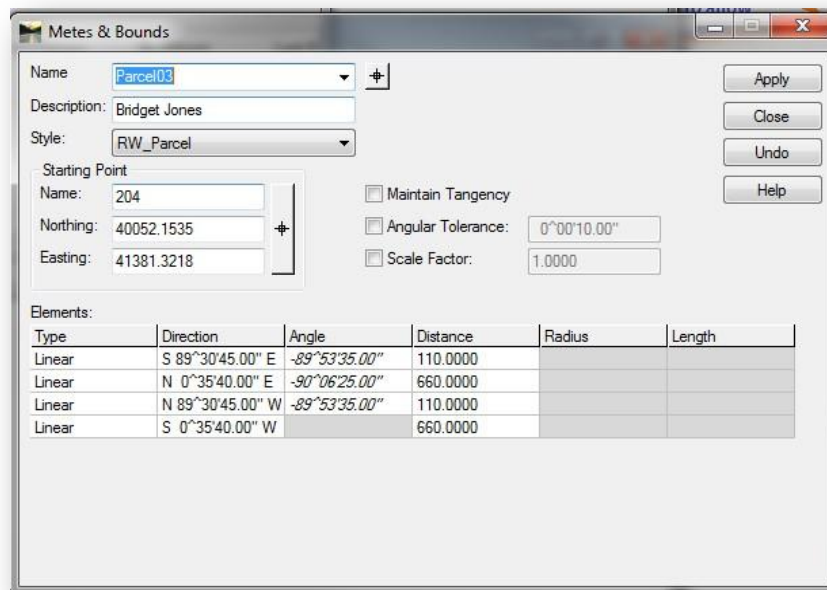 Metes & Bounds
Name Parcel03 Apply
Description: Bridget Jones Close
Style: RW_Parcel Undo
Starting Point Help
Name: 204 Maintain Tangency
Northing: 40052.1535 Angular Tolerance: 0^00'10.00"
Easting: 41381.3218 Scale Factor: 1.0000
Elements:
Type Direction Angle Distance Radius Length
Linear S 89^30'45.00" E -89^53'35.00" 110.0000
Linear N 0^35'40.00" E -90^06'25.00" 660.0000
Linear N 89^30'45.00" W -89^53'35.00" 110.0000
Linear S 0^35'40.00" W 660.0000